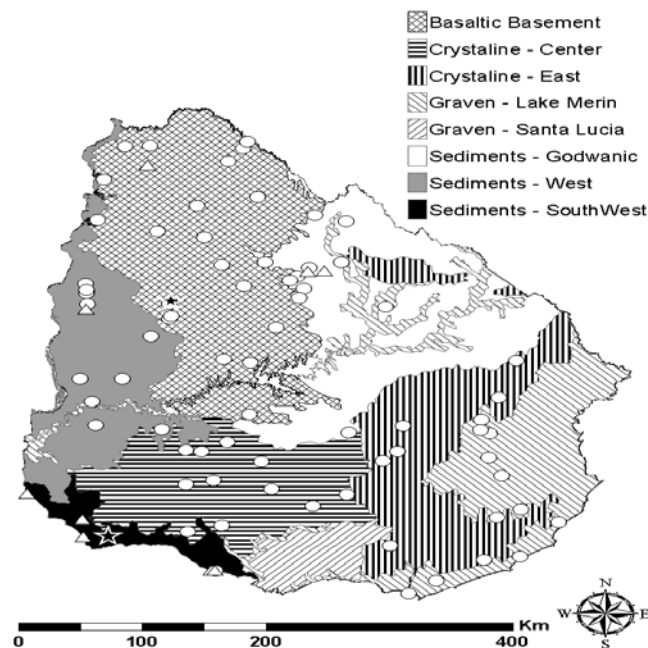 Basaltic Basement
Crystaline - Center
Crystaline - East
Graven - Lake Merin
Graven - Santa Lucia
Sediments - Godwanic
Sediments - West
Sediments - SouthWest
N
W E
S
Km
0 100 200 400